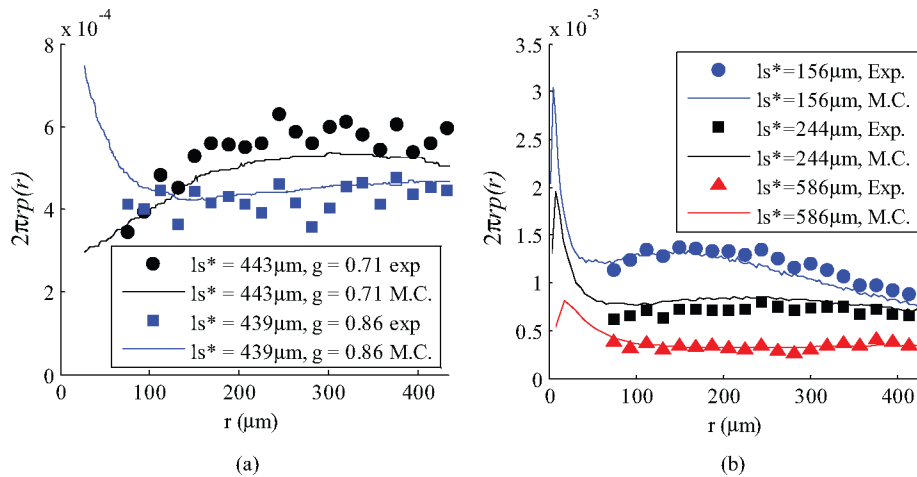 x 10⁻⁴
8
6
4
2
0
2πrp(r)
0
100
200
300
400
r (μm)
ls* = 443μm, g = 0.71 exp
ls* = 443μm, g = 0.71 M.C.
ls* = 439μm, g = 0.86 exp
ls* = 439μm, g = 0.86 M.C.
(a)
x 10⁻³
3.5
3
2.5
2
1.5
1
0.5
0
2πrp(r)
0
100
200
300
400
r (μm)
ls*=156μm, Exp.
ls*=156μm, M.C.
ls*=244μm, Exp.
ls*=244μm, M.C.
ls*=586μm, Exp.
ls*=586μm, M.C.
(b)